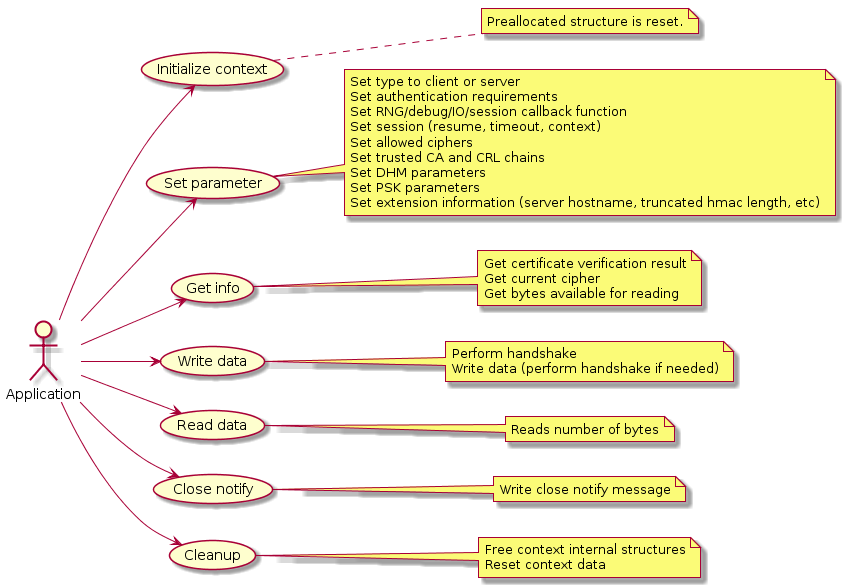 Preallocated structure is reset.
Initialize context
Set type to client or server
Set authentication requirements
Set RNG/debug/IO/session callback function
Set session (resume, timeout, context)
Set allowed ciphers
Set trusted CA and CRL chains
Set DHM parameters
Set PSK parameters
Set extension information (server hostname, truncated hmac length, etc)
Set parameter
Get certificate verification result
Get current cipher
Get bytes available for reading
Get info
Perform handshake
Write data (perform handshake if needed)
Write data
Application
Read data
Reads number of bytes
Close notify
Write close notify message
Cleanup
Free context internal structures
Reset context data